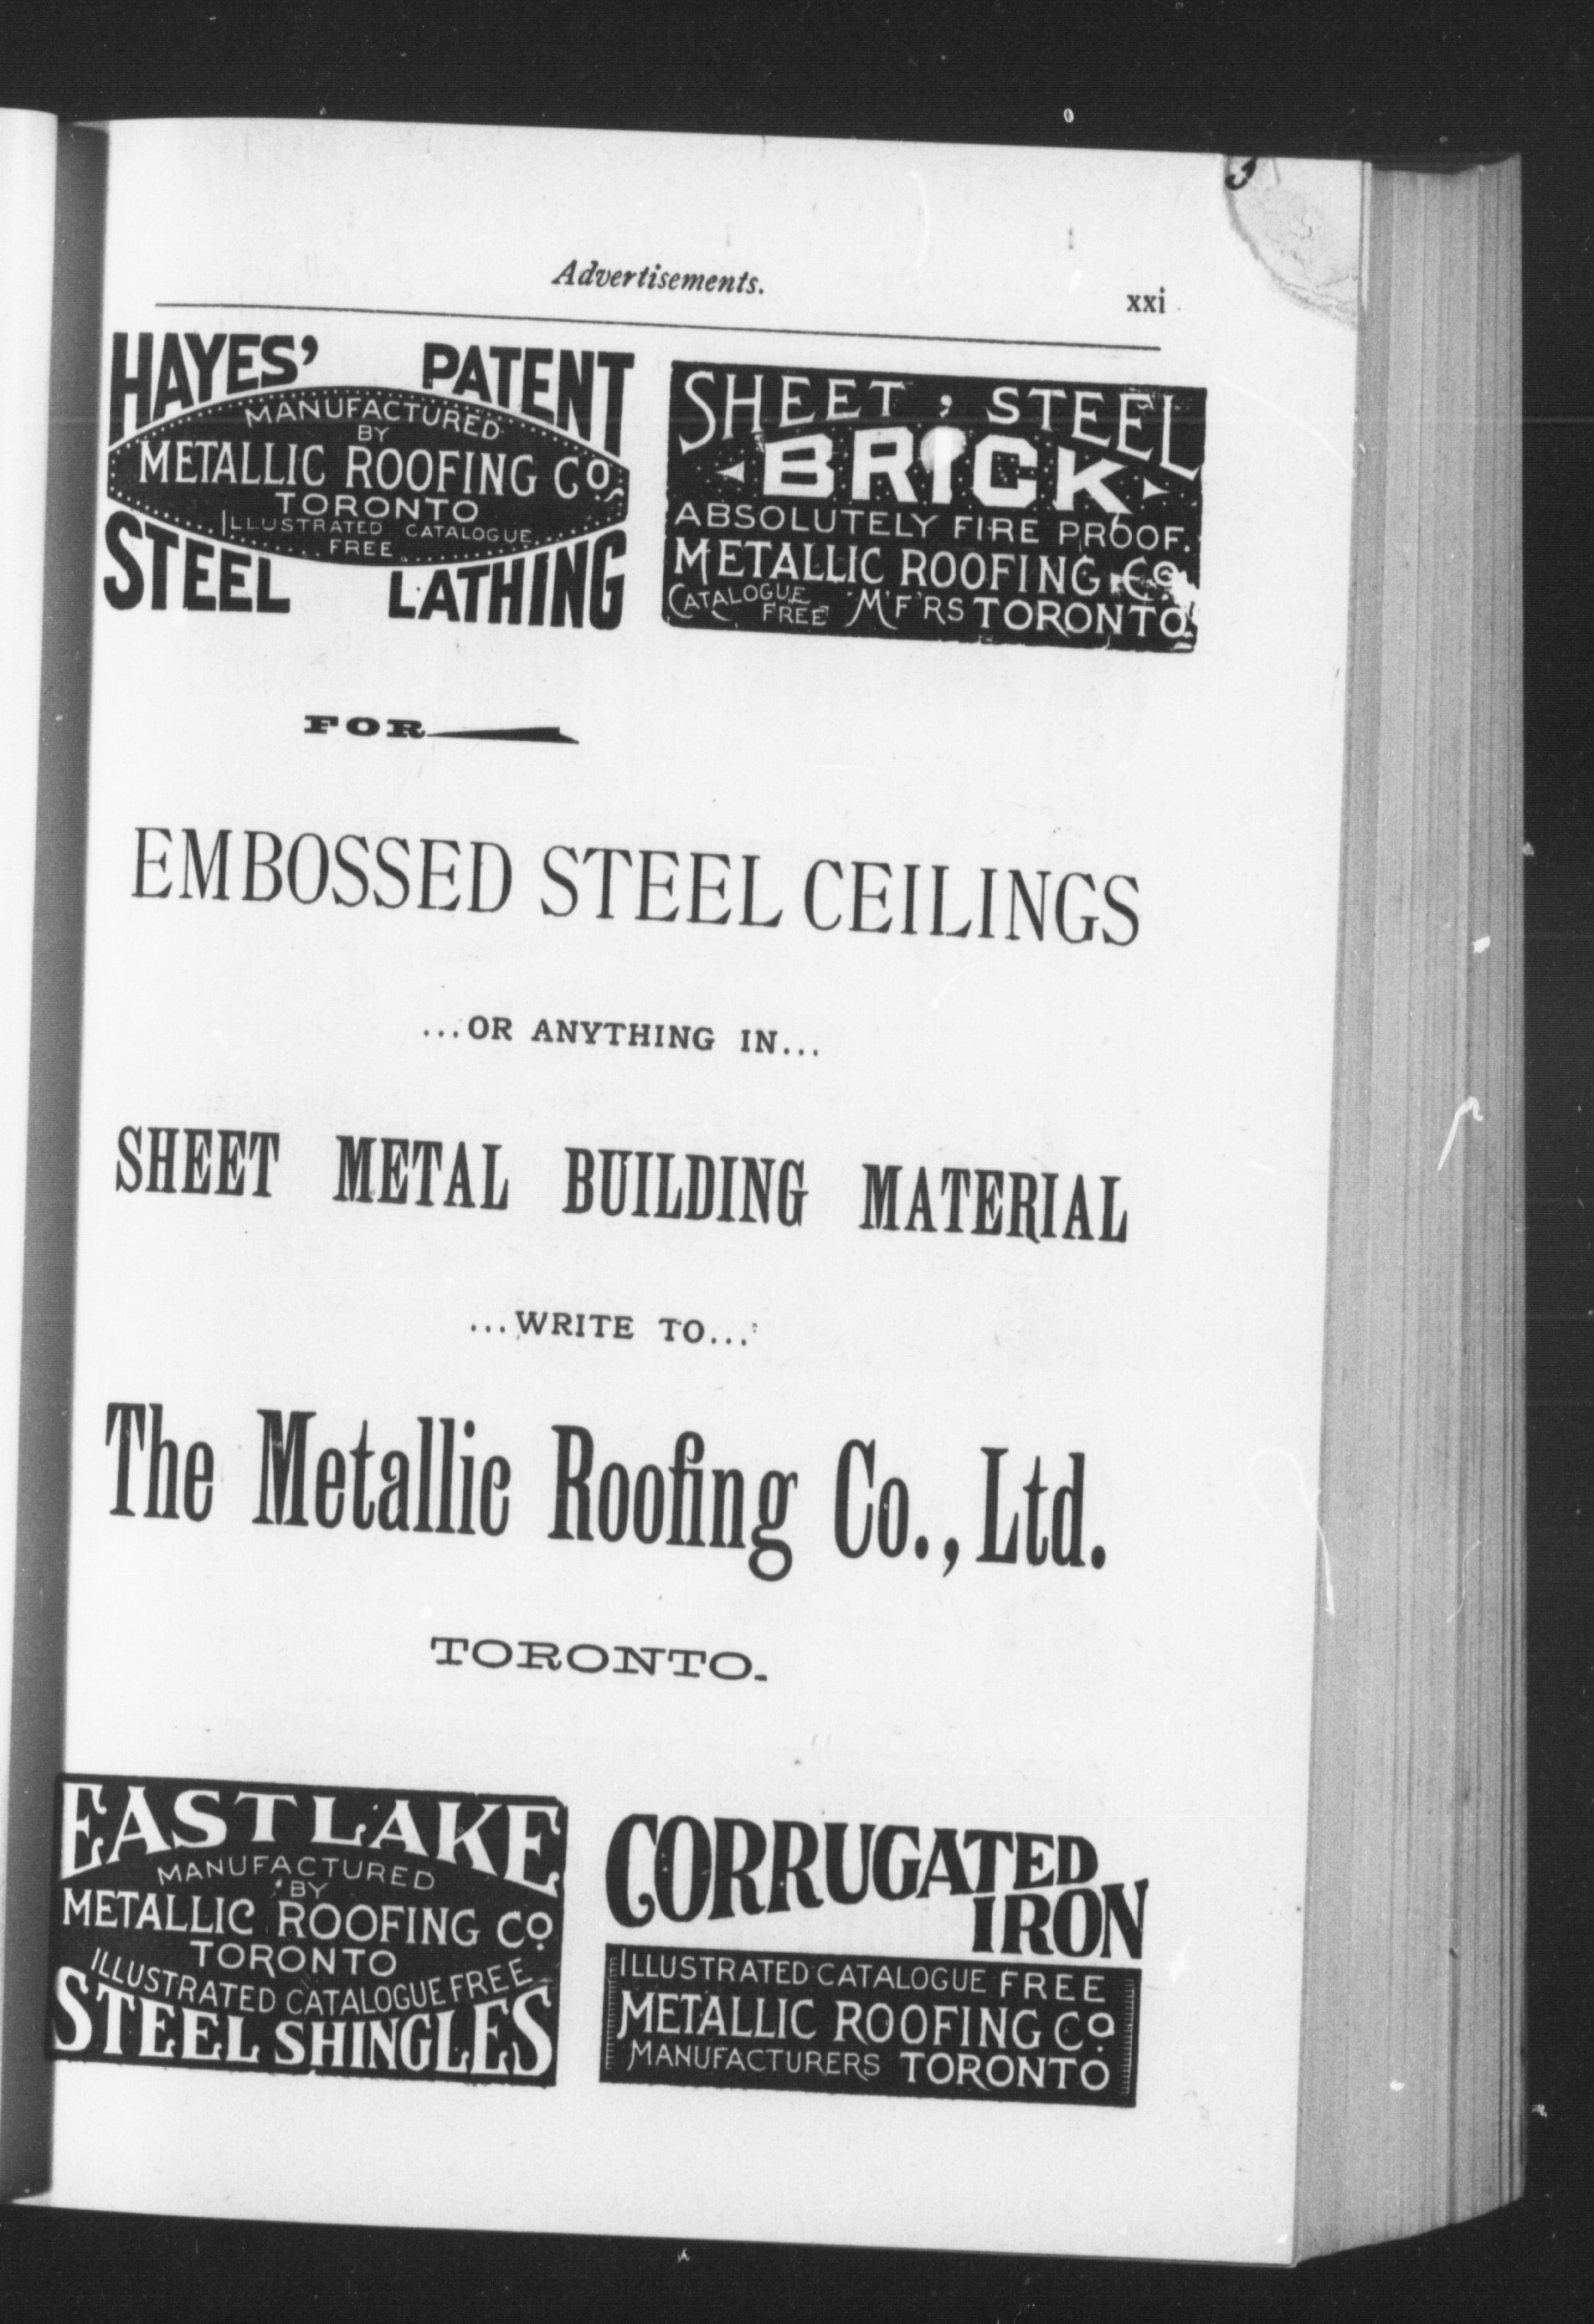 Advertisements.
xxi
HAYES' PATENT
MANUFACTURED
BY
METALLIC ROOFING CO.
TORONTO
ILLUSTRATED CATALOGUE
FREE
STEEL LATHING
SHEET STEEL
BRICK
ABSOLUTELY FIRE PROOF.
METALLIC ROOFING Co.
CATALOGUE
FREE M'F'RS TORONTO.
FOR
EMBOSSED STEEL CEILINGS
...OR ANYTHING IN...
SHEET METAL BUILDING MATERIAL
...WRITE TO...
The Metallic Roofing Co., Ltd.
TORONTO.
EASTLAKE
MANUFACTURED
BY
METALLIC ROOFING CO.
TORONTO
ILLUSTRATED CATALOGUE FREE
STEEL SHINGLES
CORRUGATED
IRON
ILLUSTRATED CATALOGUE FREE
METALLIC ROOFING CO.
MANUFACTURERS TORONTO